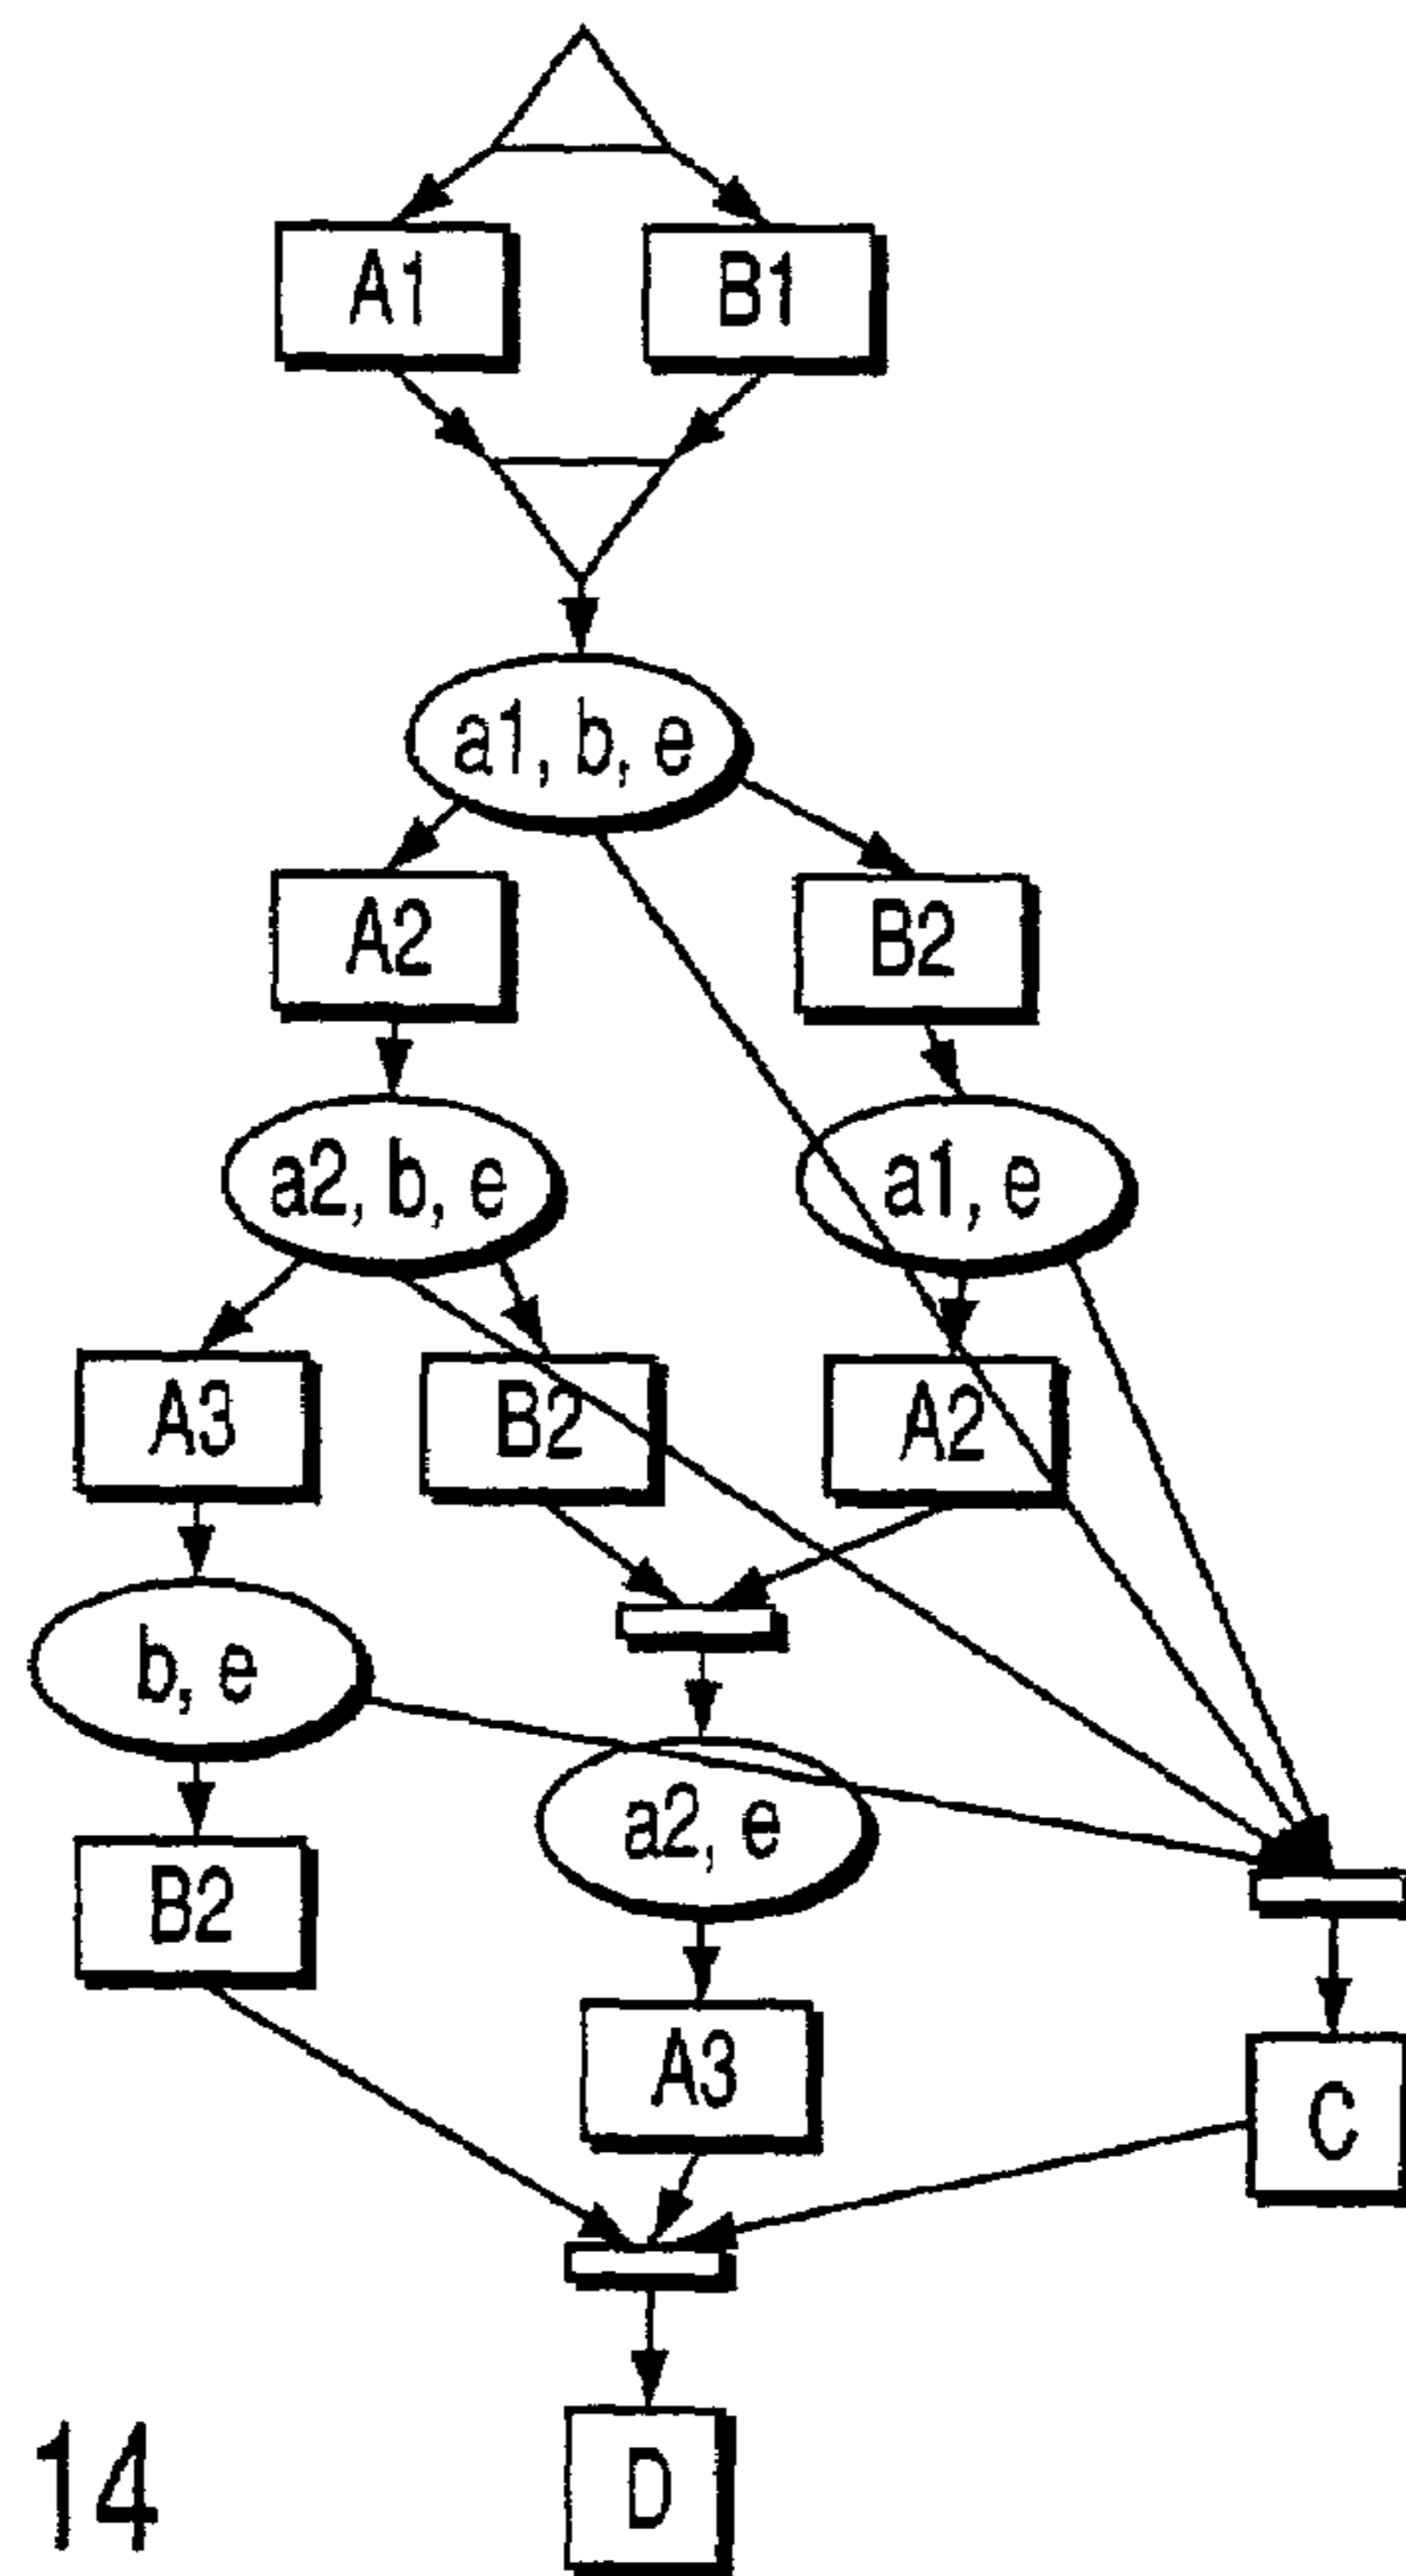 A1 B1
a1, b, e
A2 B2
a2, b, e a1, e
A3 B2 A2
b, e
a2, e
B2
A3
C
D
14